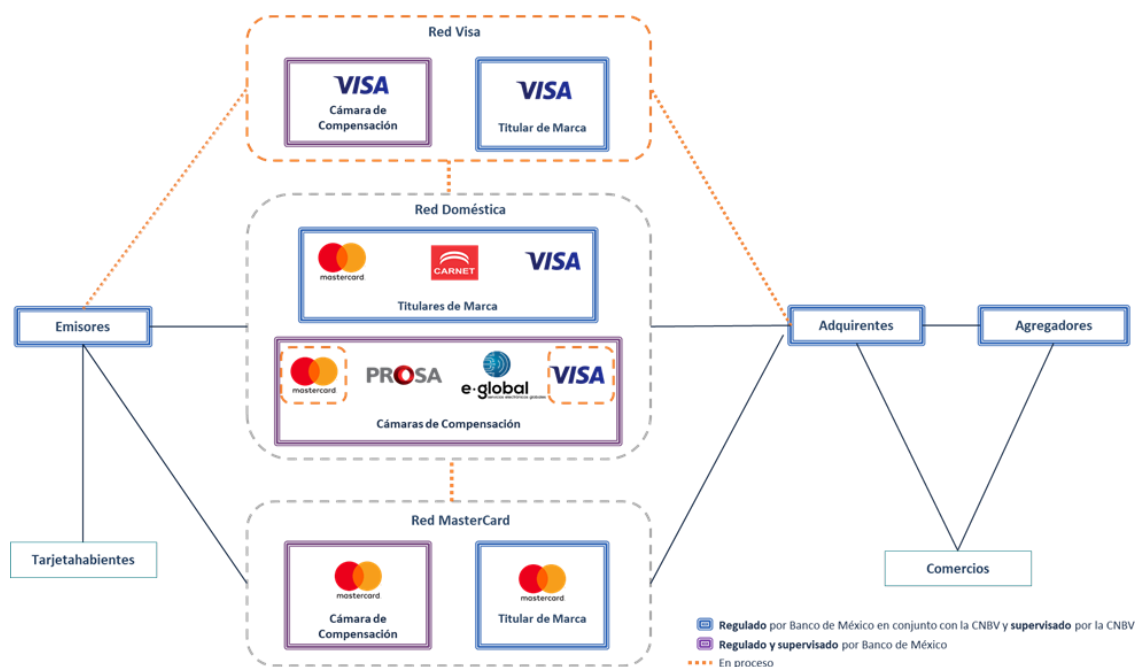 Red Visa
VISA
Cámara de
Compensación
VISA
Titular de Marca
Red Doméstica
mastercard
CARNET
VISA
Titulares de Marca
Emisores
Adquirentes
Agregadores
mastercard
PROSA
e·global
servicios electrónicos globales
VISA
Cámaras de Compensación
Red MasterCard
Tarjetahabientes
Comercios
mastercard
Cámara de
Compensación
mastercard
Titular de Marca
Regulado por Banco de México en conjunto con la CNBV y supervisado por la CNBV
Regulado y supervisado por Banco de México
En proceso